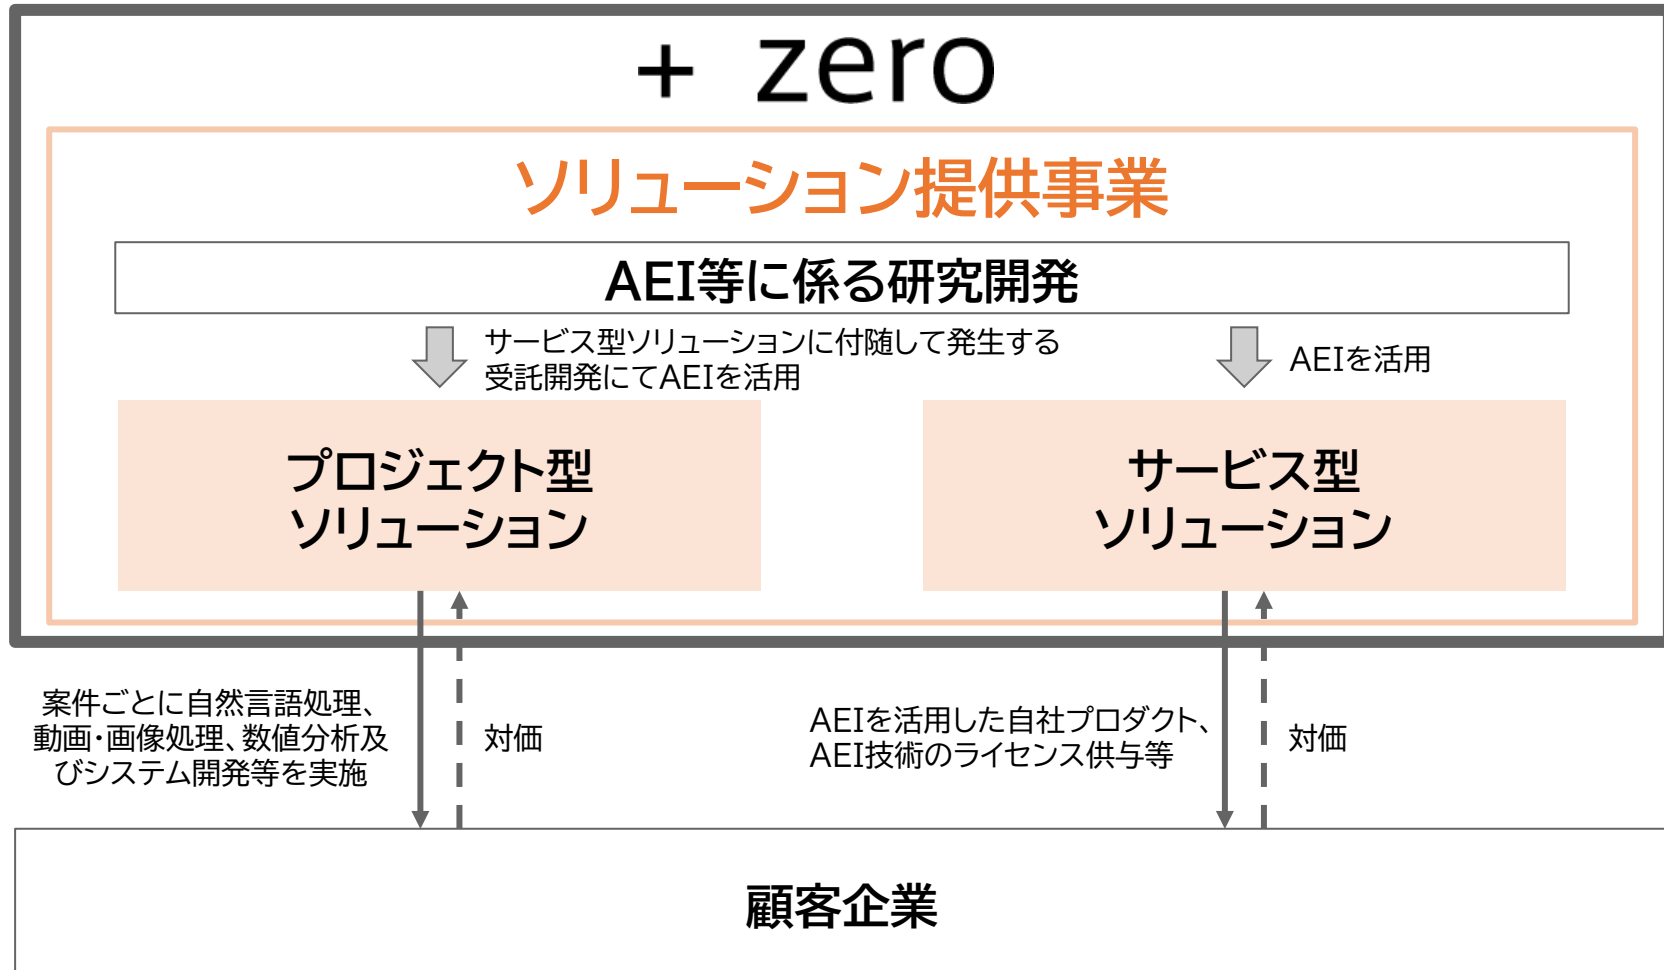 + zero
ソリューション提供事業
AEI等に係る研究開発
サービス型ソリューションに付随して発生する
受託開発にてAEIを活用
AEIを活用
プロジェクト型
ソリューション
サービス型
ソリューション
案件ごとに自然言語処理、
動画・画像処理、数値分析及
びシステム開発等を実施
対価
AEIを活用した自社プロダクト、
AEI技術のライセンス供与等
対価
顧客企業